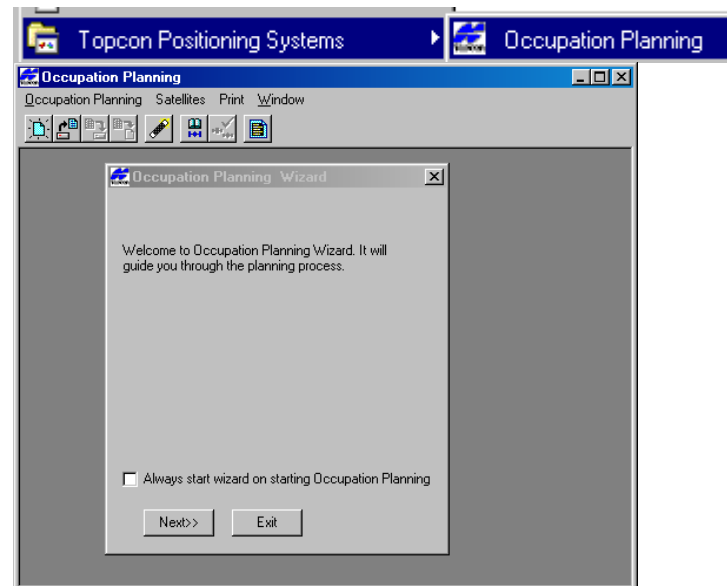 Topcon Positioning Systems
Occupation Planning
Occupation Planning
Occupation Planning Satellites Print Window
Occupation Planning Wizard
Welcome to Occupation Planning Wizard. It will
guide you through the planning process.
Always start wizard on starting Occupation Planning
Next>> Exit